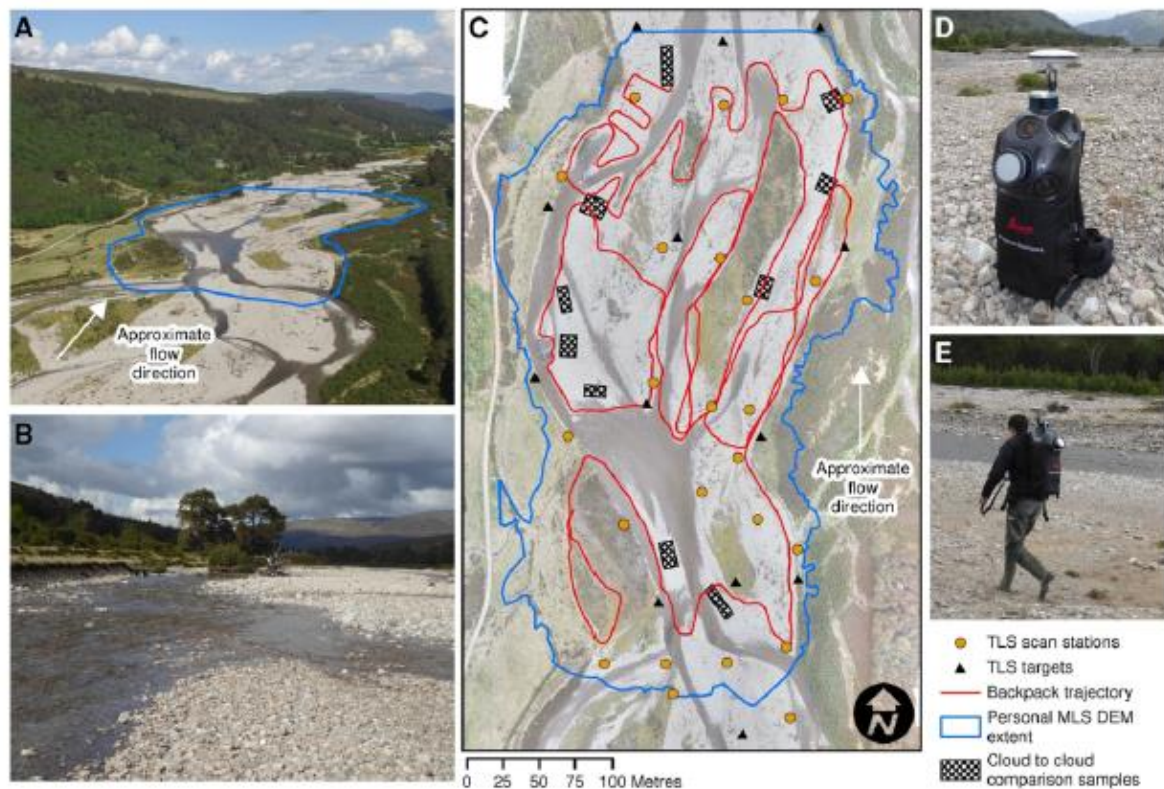 A
Approximate
flow
direction
B
C
Approximate
flow
direction
N
0 25 50 75 100 Metres
D
E
TLS scan stations
TLS targets
Backpack trajectory
Personal MLS DEM
extent
Cloud to cloud
comparison samples